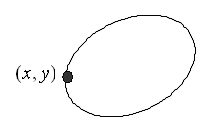 (x, y)